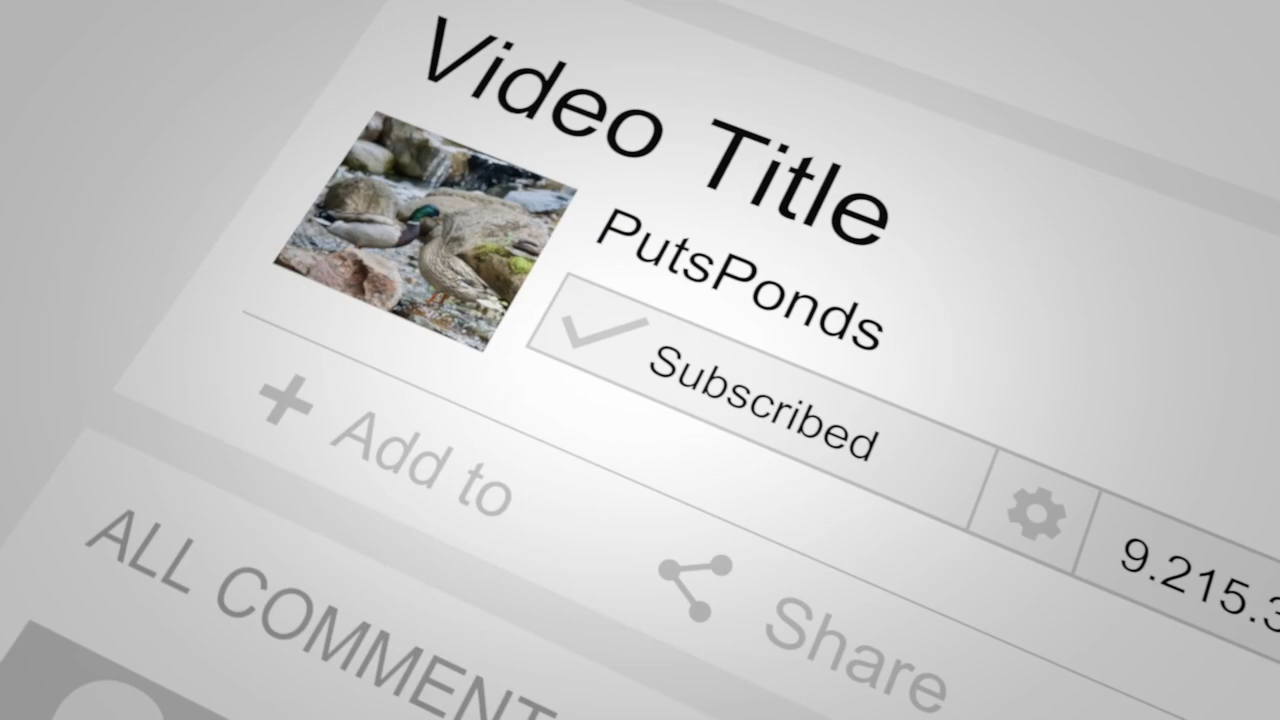 Video Title
PutsPonds
Subscribed
9.215.3
Add to
Share
ALL COMMENT